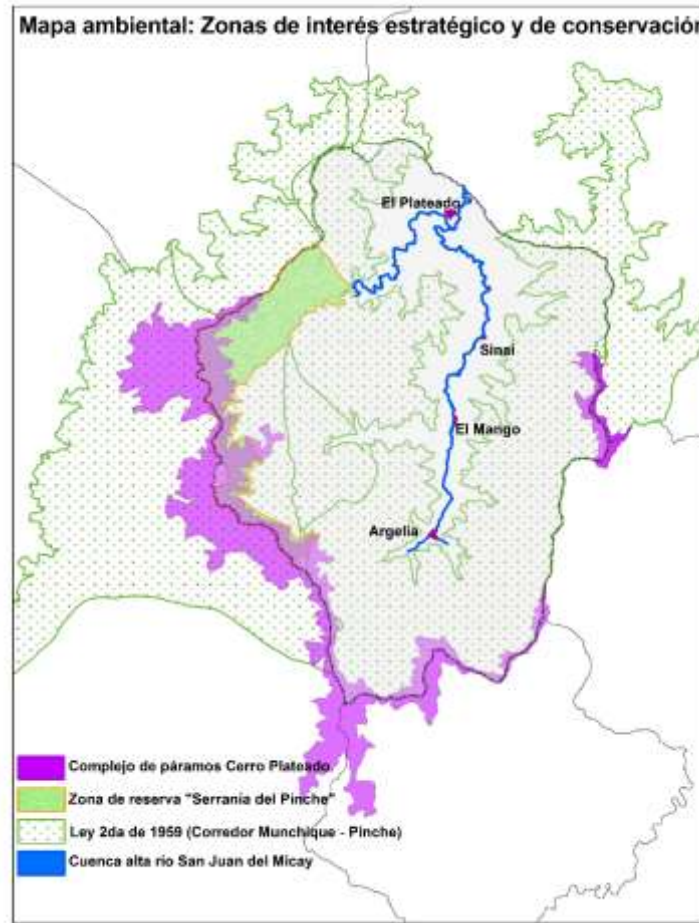 Mapa ambiental: Zonas de interés estratégico y de conservación
El Plateado
Sinai
El Mango
Argelia
Complejo de páramos Cerro Plateado
Zona de reserva "Serranía del Pinche"
Ley 2da de 1959 (Corredor Munchique - Pinche)
Cuenca alta río San Juan del Micay